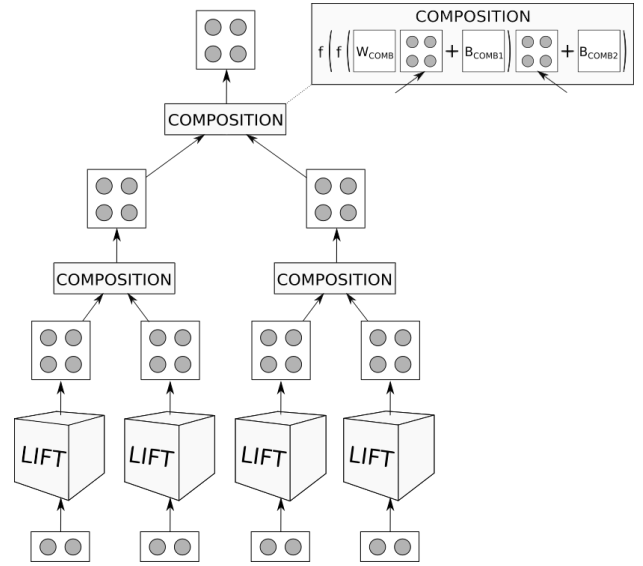 COMPOSITION
f ( f ( W_COMB + B_COMB1 ) + B_COMB2 )
COMPOSITION
COMPOSITION
COMPOSITION
LIFT LIFT LIFT LIFT